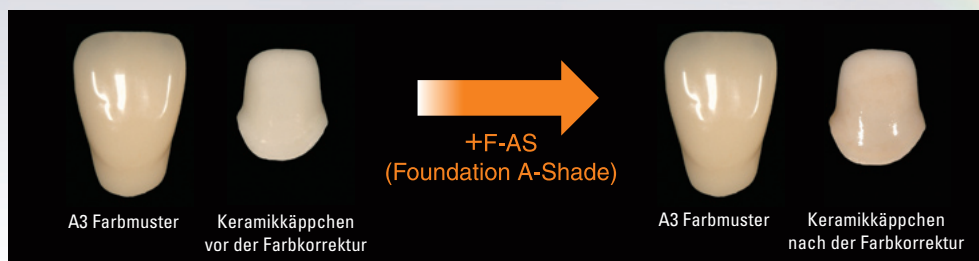 A3 Farbmuster
Keramikkäppchen
vor der Farbkorrektur
+F-AS
(Foundation A-Shade)
A3 Farbmuster
Keramikkäppchen
nach der Farbkorrektur